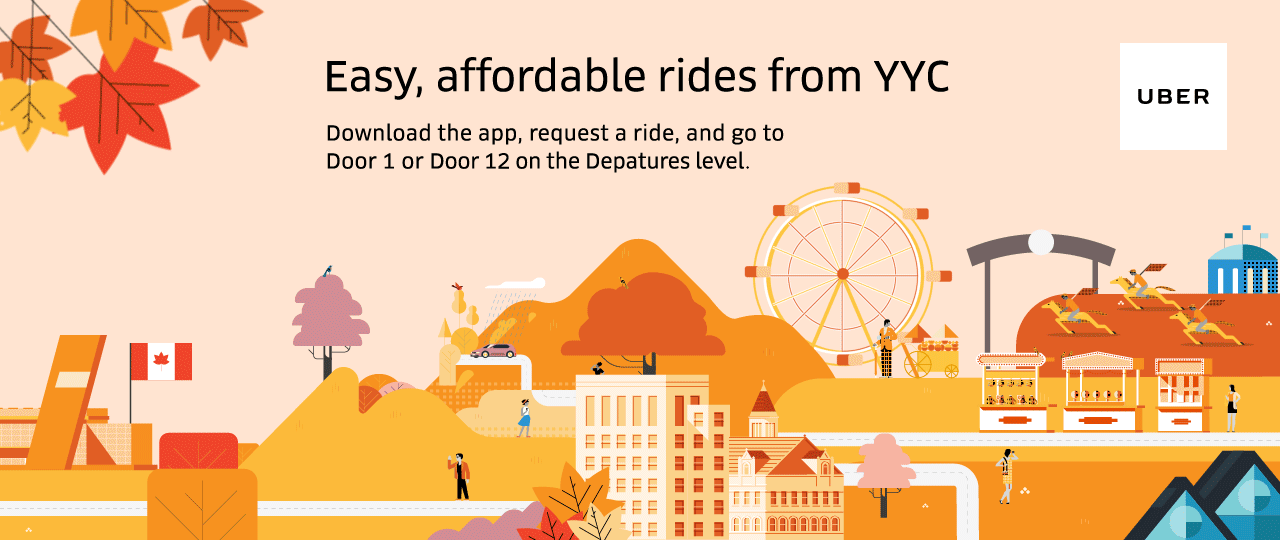 Easy, affordable rides from YYC
Download the app, request a ride, and go to
Door 1 or Door 12 on the Depatures level.
UBER